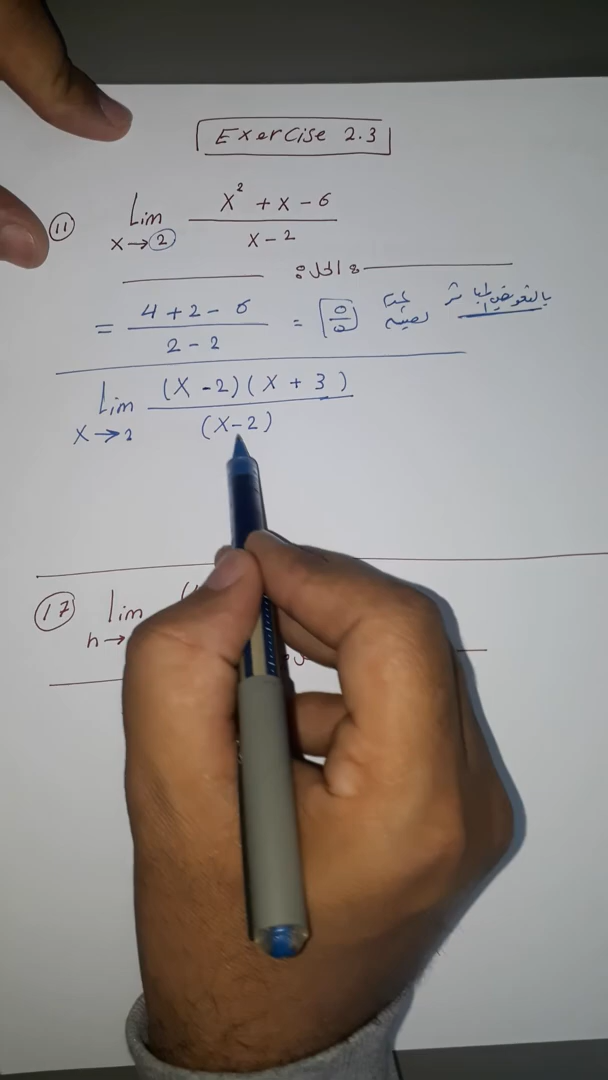 Exercise 2.3
11 Lim x→2 (x² + x - 6)/(x - 2)
الحل:
= (4 + 2 - 6)/(2 - 2) = 0/0 بالتعويض
Lim x→2 ((x - 2)(x + 3))/((x-2))
17 lim h→